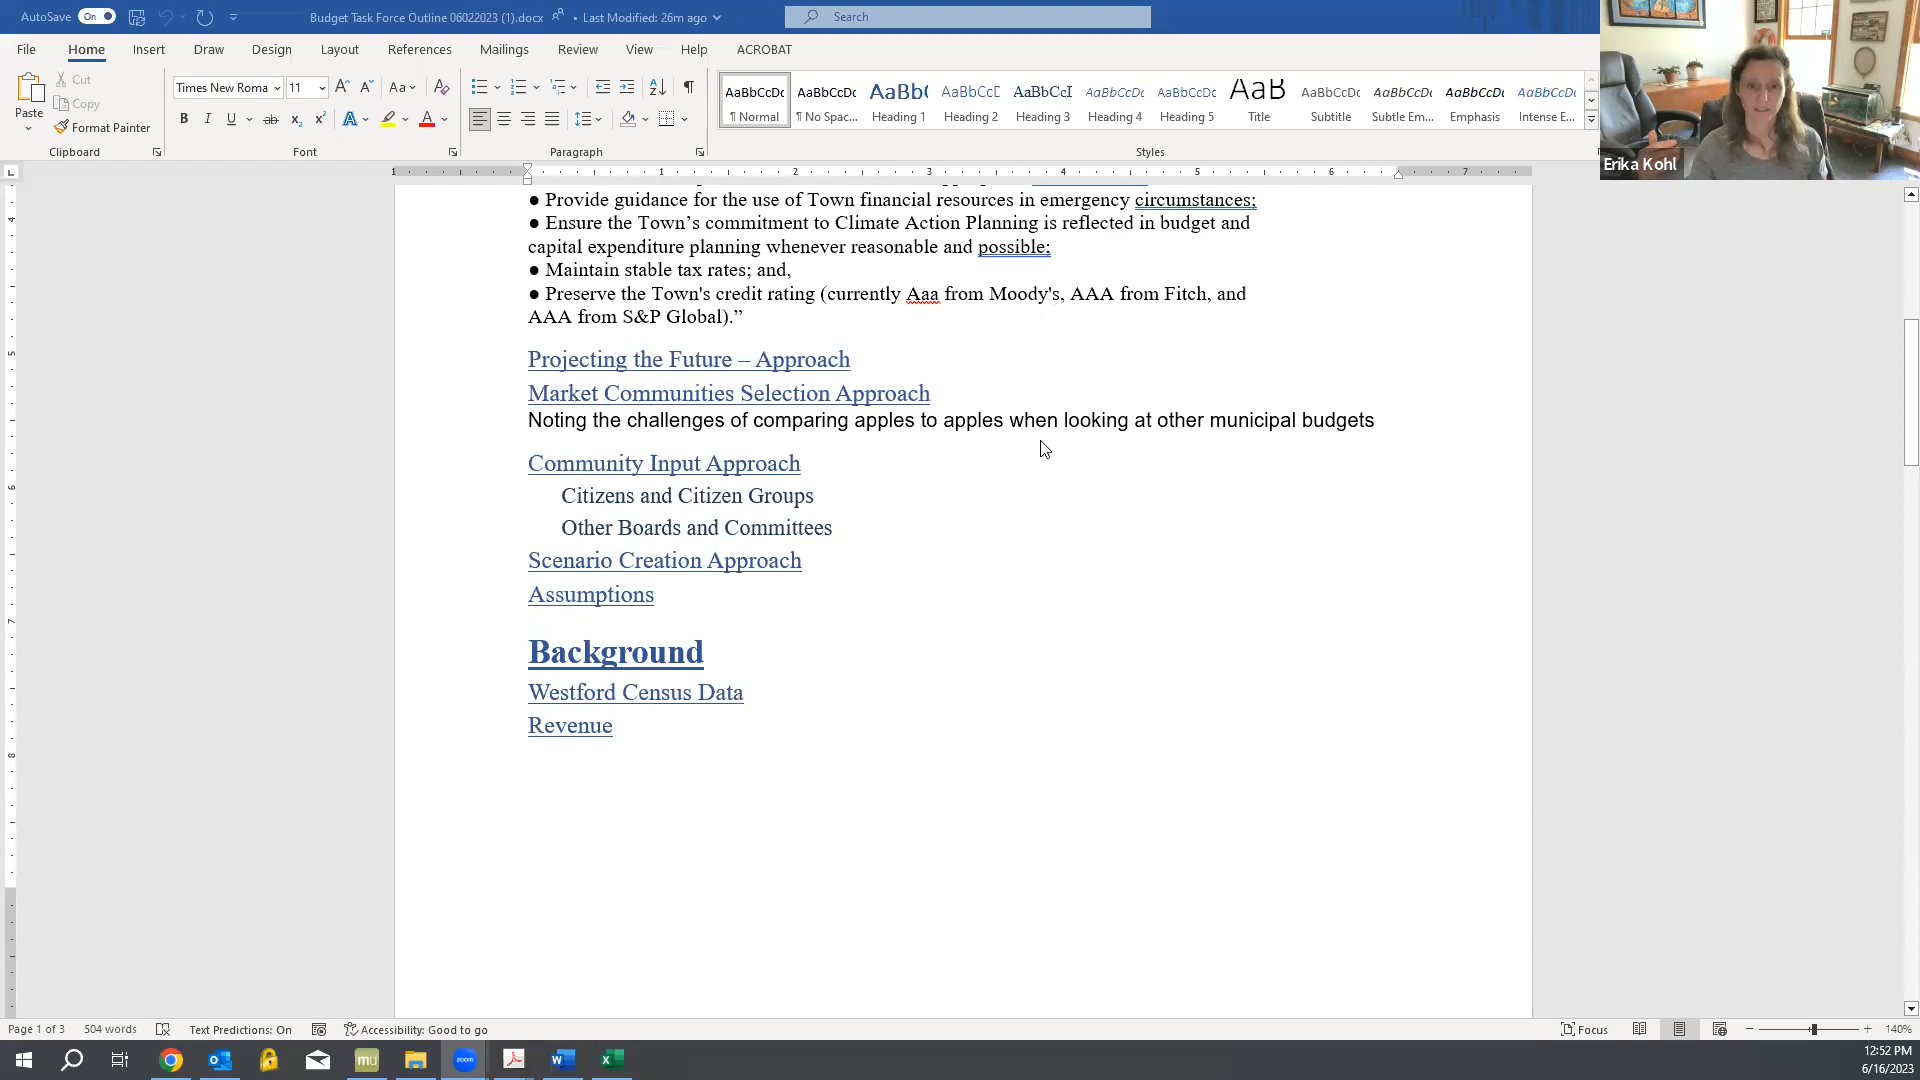 AutoSave On Budget Task Force Outline 06022023 (1).docx • Last Modified: 26m ago Search
File Home Insert Draw Design Layout References Mailings Review View Help ACROBAT
Paste Cut Copy Format Painter Clipboard
Times New Roma 11 Font
Paragraph
AaBbCcDc ¶ Normal
AaBbCcDc ¶ No Spac...
AaBb( Heading 1
AaBbCcC Heading 2
AaBbCcI Heading 3
AaBbCcDc Heading 4
AaBbCcDc Heading 5
AaB Title
AaBbCcDc Subtitle
AaBbCcDc Subtle Em...
AaBbCcDc Emphasis
AaBbCcDc Intense E...
Styles
Erika Kohl
● Provide guidance for the use of Town financial resources in emergency circumstances;
● Ensure the Town’s commitment to Climate Action Planning is reflected in budget and
capital expenditure planning whenever reasonable and possible;
● Maintain stable tax rates; and,
● Preserve the Town's credit rating (currently Aaa from Moody's, AAA from Fitch, and
AAA from S&P Global).”
Projecting the Future – Approach
Market Communities Selection Approach
Noting the challenges of comparing apples to apples when looking at other municipal budgets
Community Input Approach
Citizens and Citizen Groups
Other Boards and Committees
Scenario Creation Approach
Assumptions
Background
Westford Census Data
Revenue
Page 1 of 3 504 words Text Predictions: On Accessibility: Good to go Focus 140%
12:52 PM
6/16/2023